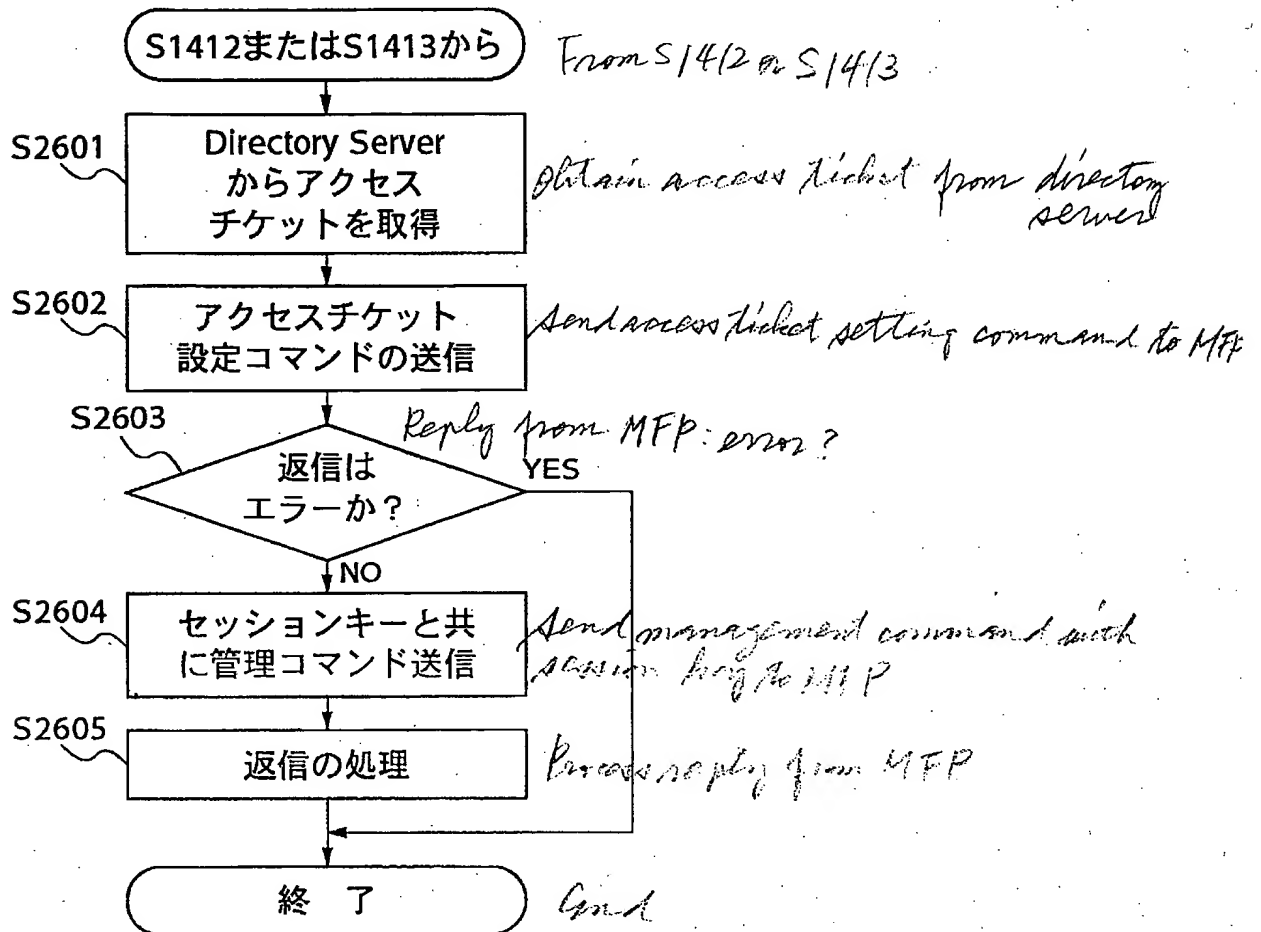 S1412またはS1413から
From S1412 or S1413
S2601
Directory Server
からアクセス
チケットを取得
Obtain access ticket from directory
server
S2602
アクセスチケット
設定コマンドの送信
Send access ticket setting command to MFP
S2603
Reply from MFP: error?
返信は
エラーか？
YES
NO
S2604
セッションキーと共
に管理コマンド送信
Send management command with
session key to MFP
S2605
返信の処理
Process reply from MFP
終 了
End